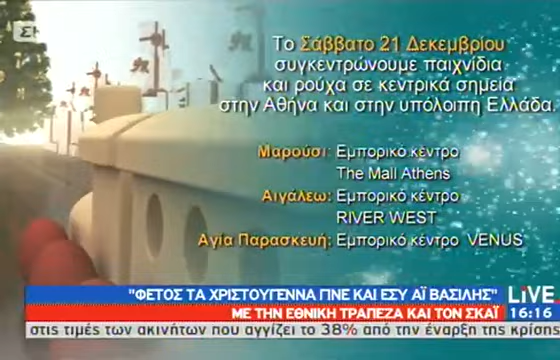 Το Σάββατο 21 Δεκεμβρίου
συγκεντρώνουμε παιχνίδια
και ρούχα σε κεντρικά σημεία
στην Αθήνα και στην υπόλοιπη Ελλάδα
Μαρούσι: Εμπορικό κέντρο
The Mall Athens
Αιγάλεω: Εμπορικό κέντρο
RIVER WEST
Αγία Παρασκευή: Εμπορικό κέντρο VENUS
"ΦΕΤΟΣ ΤΑ ΧΡΙΣΤΟΥΓΕΝΝΑ ΓΙΝΕ ΚΑΙ ΕΣΥ ΑΪ ΒΑΣΙΛΗΣ"
ΜΕ ΤΗΝ ΕΘΝΙΚΗ ΤΡΑΠΕΖΑ ΚΑΙ ΤΟΝ ΣΚΑΪ
LIVE
16:16
στις τιμές των ακινήτων που αγγίζει το 38% από την έναρξη της κρίσης